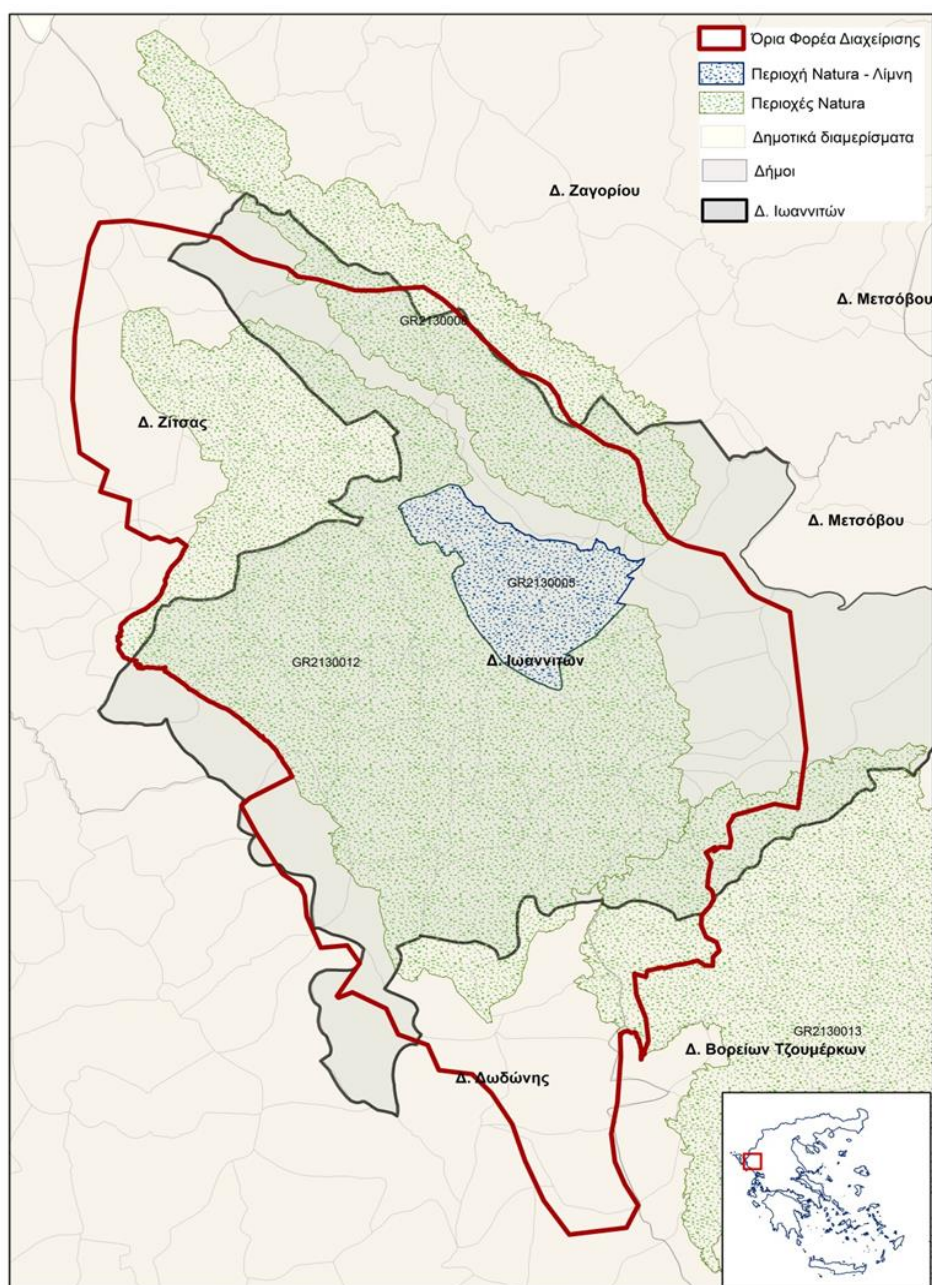 Όρια Φορέα Διαχείρισης
Περιοχή Natura - Λίμνη
Περιοχές Natura
Δημοτικά διαμερίσματα
Δήμοι
Δ. Ιωαννιτών
Δ. Ζαγορίου
Δ. Μετσόβου
GR2130008
Δ. Ζίτσας
Δ. Μετσόβου
GR2130005
GR2130012
Δ. Ιωαννιτών
GR2130013
Δ. Βορείων Τζουμέρκων
Δ. Δωδώνης